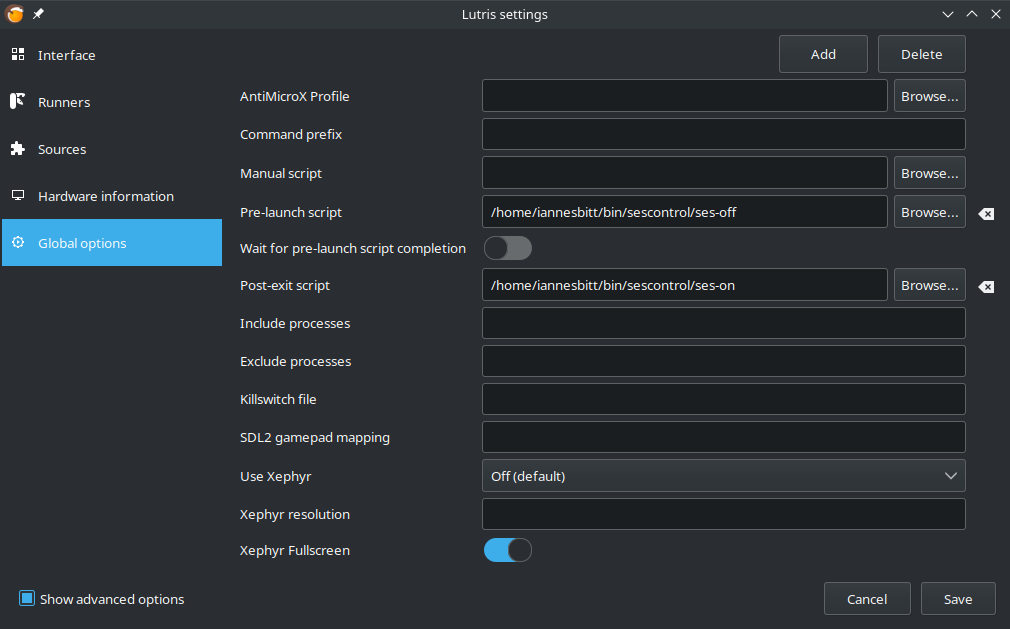 Lutris settings
Interface
Runners
Sources
Hardware information
Global options
Add Delete
AntiMicroX Profile Browse...
Command prefix
Manual script Browse...
Pre-launch script /home/iannesbitt/bin/sescontrol/ses-off Browse...
Wait for pre-launch script completion
Post-exit script /home/iannesbitt/bin/sescontrol/ses-on Browse...
Include processes
Exclude processes
Killswitch file
SDL2 gamepad mapping
Use Xephyr Off (default)
Xephyr resolution
Xephyr Fullscreen
Show advanced options Cancel Save